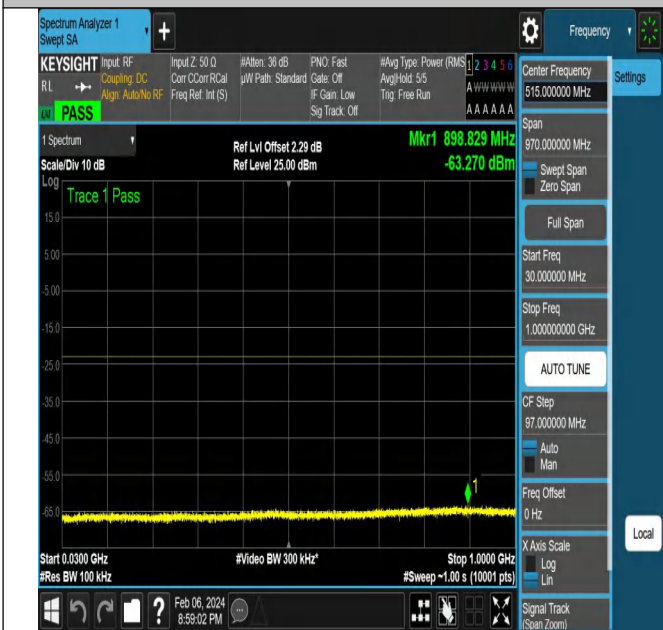 Spectrum Analyzer 1
Swept SA
Frequency
KEYSIGHT
RL
LNI PASS
Input: RF
Coupling: DC
Align: Auto/No RF
Input Z: 50 Ω
Corr CCorr RCal
Freq Ref: Int (S)
#Atten: 36 dB
µW Path: Standard
PNO: Fast
Gate: Off
IF Gain: Low
Sig Track: Off
#Avg Type: Power (RMS
Avg|Hold: 5/5
Trig: Free Run
1 2 3 4 5 6
A W W W W W
A A A A A A
1 Spectrum
Scale/Div 10 dB
Ref Lvl Offset 2.29 dB
Ref Level 25.00 dBm
Mkr1 898.829 MHz
-63.270 dBm
Log
Trace 1 Pass
15.0
5.00
-5.00
-15.0
-25.0
-35.0
-45.0
-55.0
-65.0
1
Start 0.0300 GHz
#Res BW 100 kHz
#Video BW 300 kHz*
Stop 1.0000 GHz
#Sweep ~1.00 s (10001 pts)
Feb 06, 2024
8:59:02 PM
Center Frequency
515.000000 MHz
Settings
Span
970.000000 MHz
Swept Span
Zero Span
Full Span
Start Freq
30.000000 MHz
Stop Freq
1.000000000 GHz
AUTO TUNE
CF Step
97.000000 MHz
Auto
Man
Freq Offset
0 Hz
Local
X Axis Scale
Log
Lin
Signal Track
(Span Zoom)